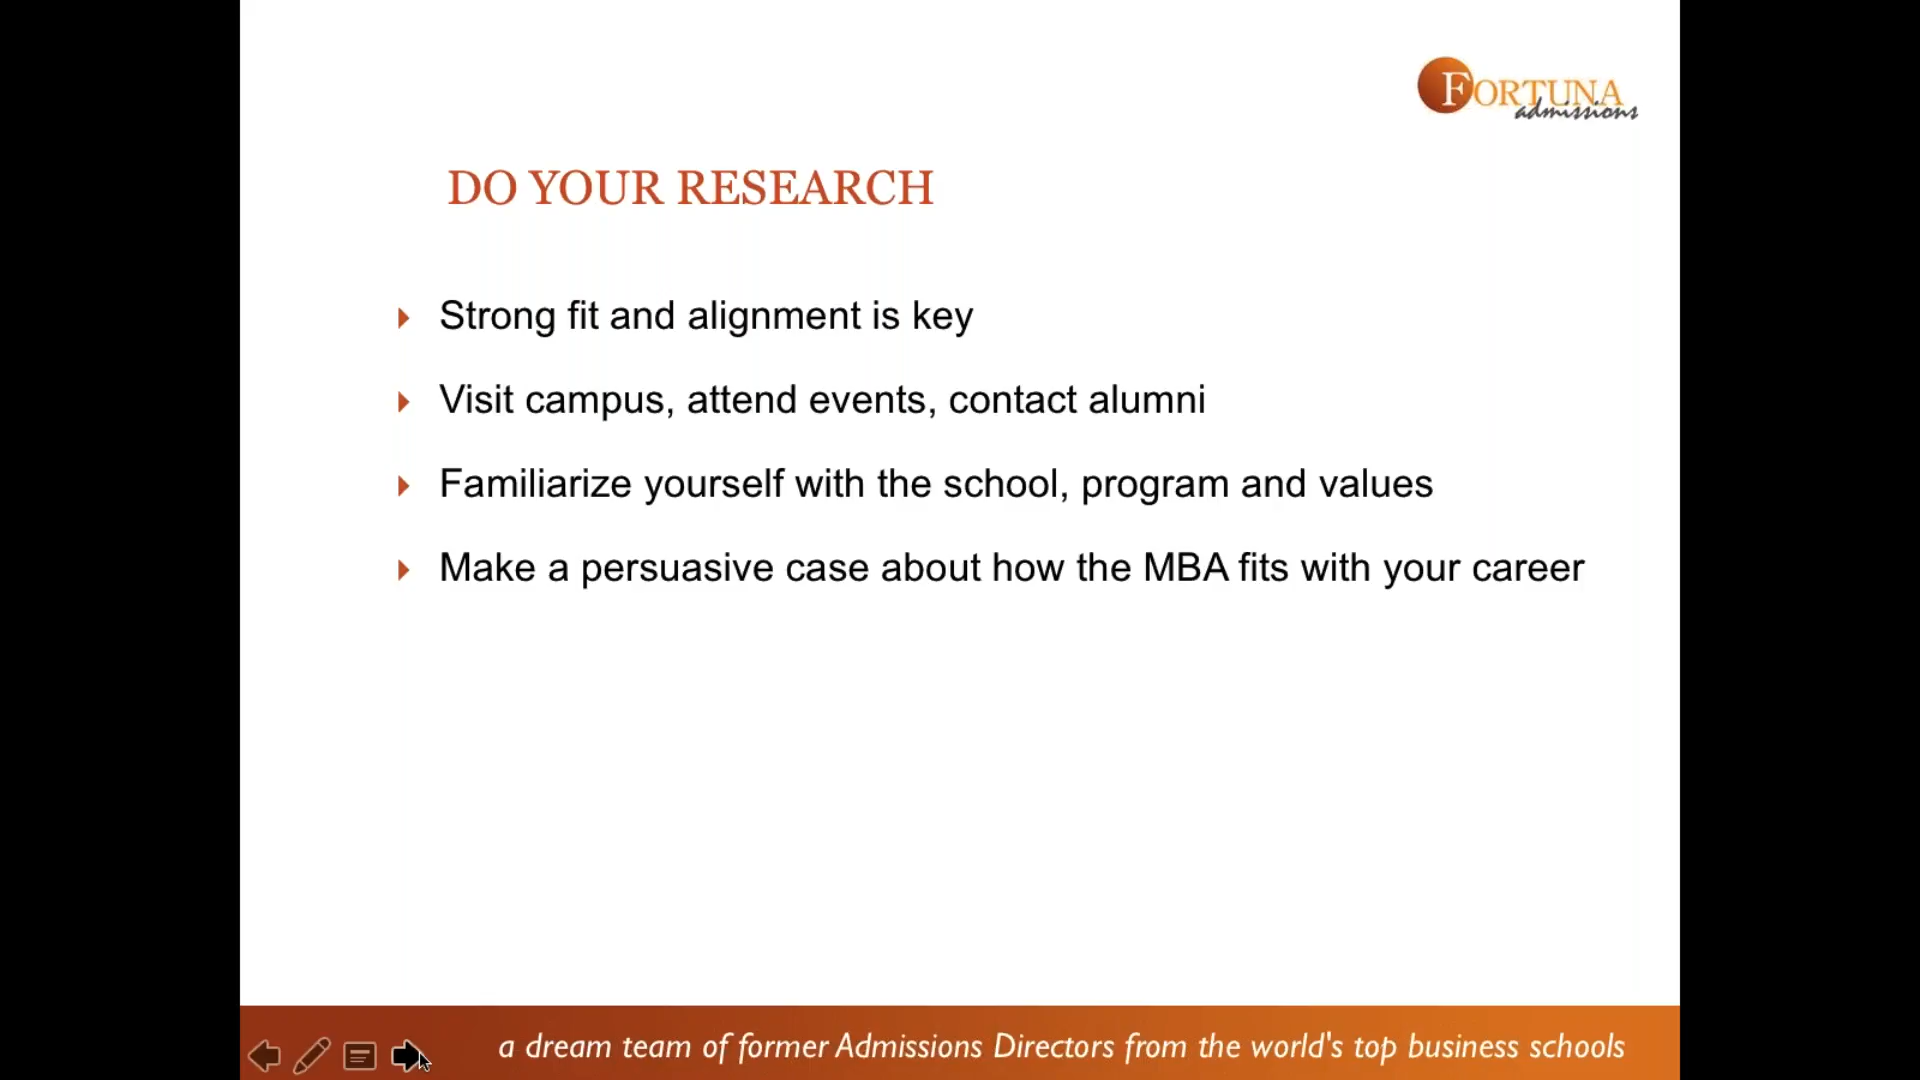 FORTUNA
admissions
DO YOUR RESEARCH
Strong fit and alignment is key
Visit campus, attend events, contact alumni
Familiarize yourself with the school, program and values
Make a persuasive case about how the MBA fits with your career
a dream team of former Admissions Directors from the world's top business schools